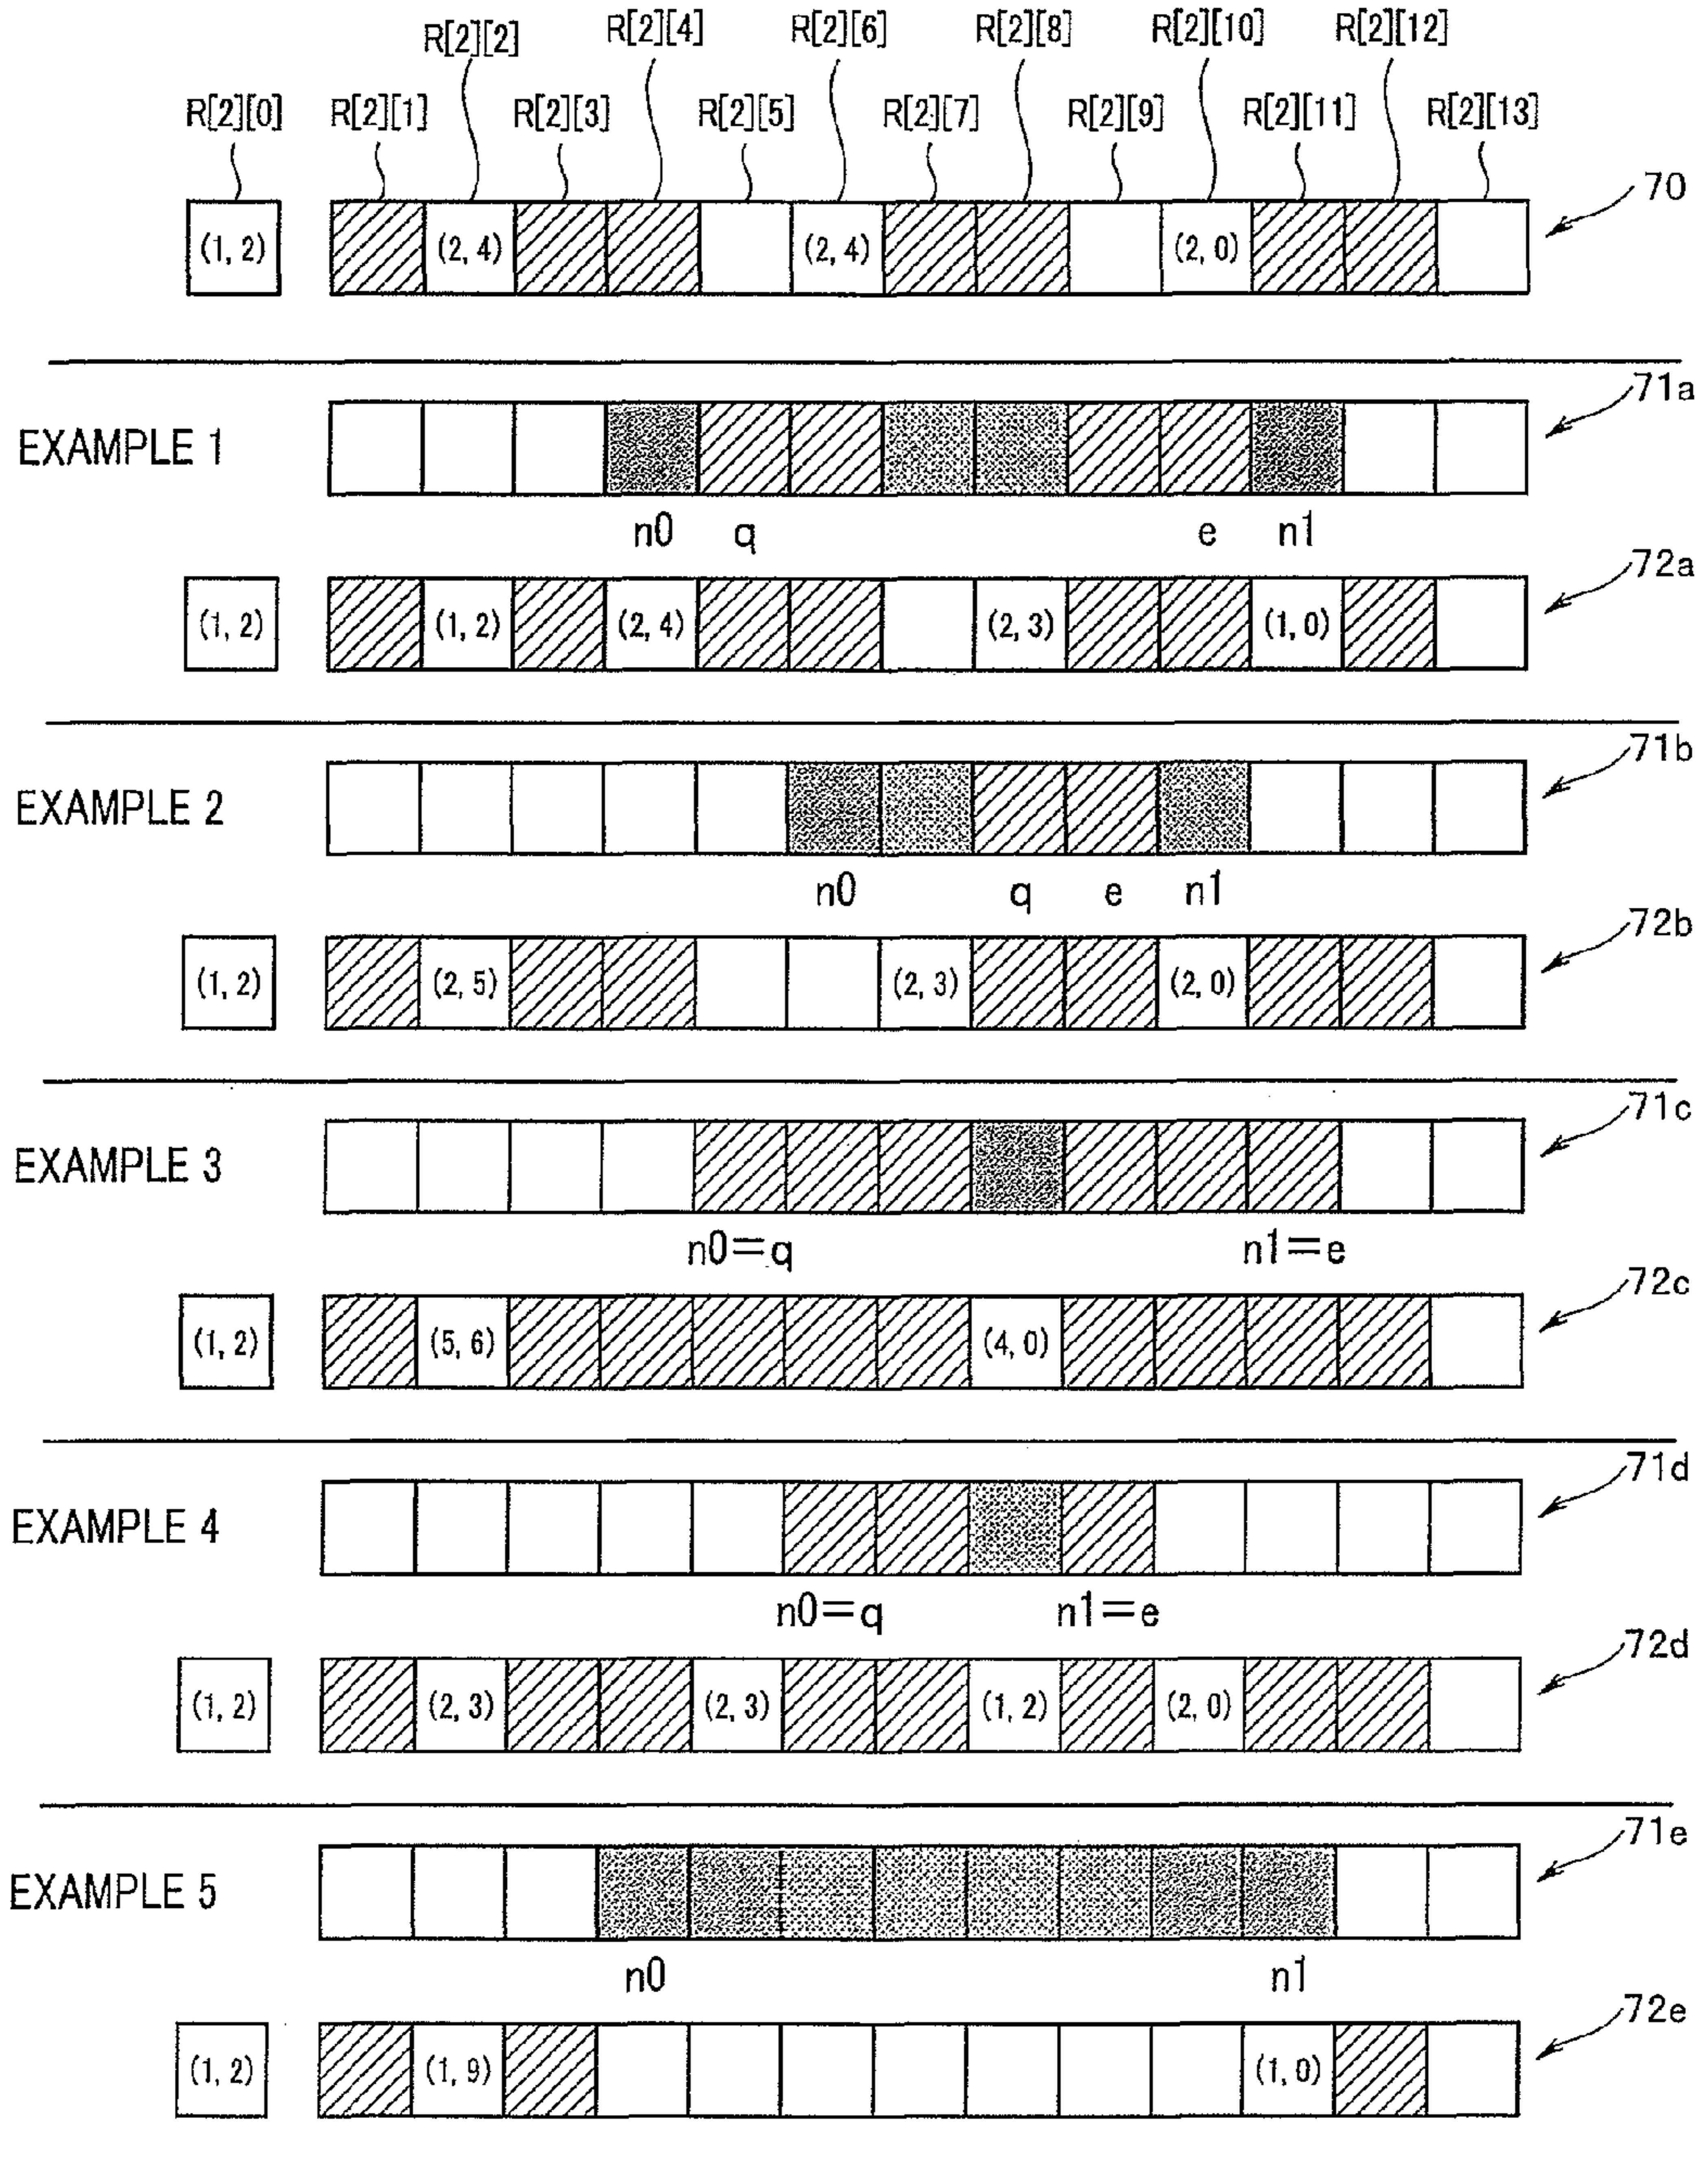 R[2][2] R[2][4] R[2][6] R[2][8] R[2][10] R[2][12]
R[2][0] R[2][1] R[2][3] R[2][5] R[2][7] R[2][9] R[2][11] R[2][13]
70
(1, 2) (2, 4) (2, 4) (2, 0)
71a
EXAMPLE 1
n0 q e n1
72a
(1, 2) (1, 2) (2, 4) (2, 3) (1, 0)
71b
EXAMPLE 2
n0 q e n1
72b
(1, 2) (2, 5) (2, 3) (2, 0)
71c
EXAMPLE 3
n0=q n1=e
72c
(1, 2) (5, 6) (4, 0)
71d
EXAMPLE 4
n0=q n1=e
72d
(1, 2) (2, 3) (2, 3) (1, 2) (2, 0)
71e
EXAMPLE 5
n0 n1
72e
(1, 2) (1, 9) (1, 0)